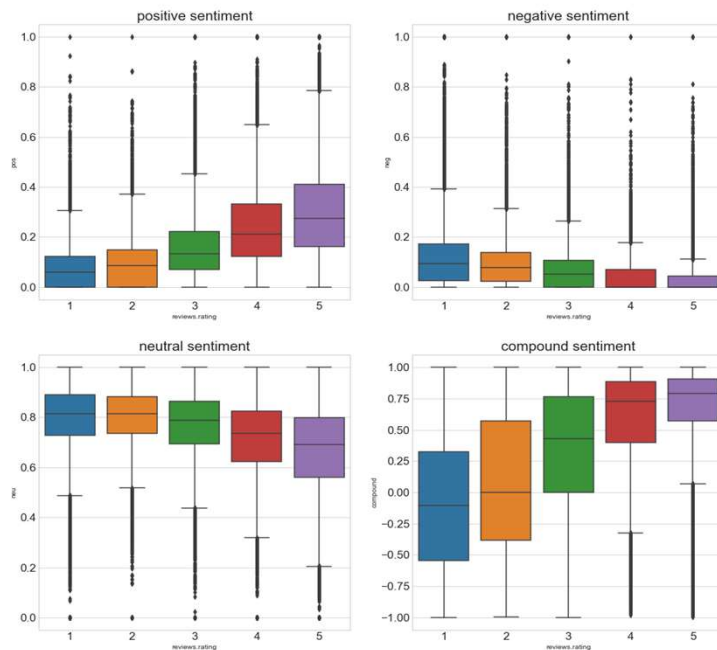 positive sentiment
1.0
0.8
0.6
0.4
0.2
0.0
pos
1 2 3 4 5
reviews.rating
negative sentiment
1.0
0.8
0.6
0.4
0.2
0.0
neg
1 2 3 4 5
reviews.rating
neutral sentiment
1.0
0.8
0.6
0.4
0.2
0.0
neu
1 2 3 4 5
reviews.rating
compound sentiment
1.00
0.75
0.50
0.25
0.00
−0.25
−0.50
−0.75
−1.00
compound
1 2 3 4 5
reviews.rating